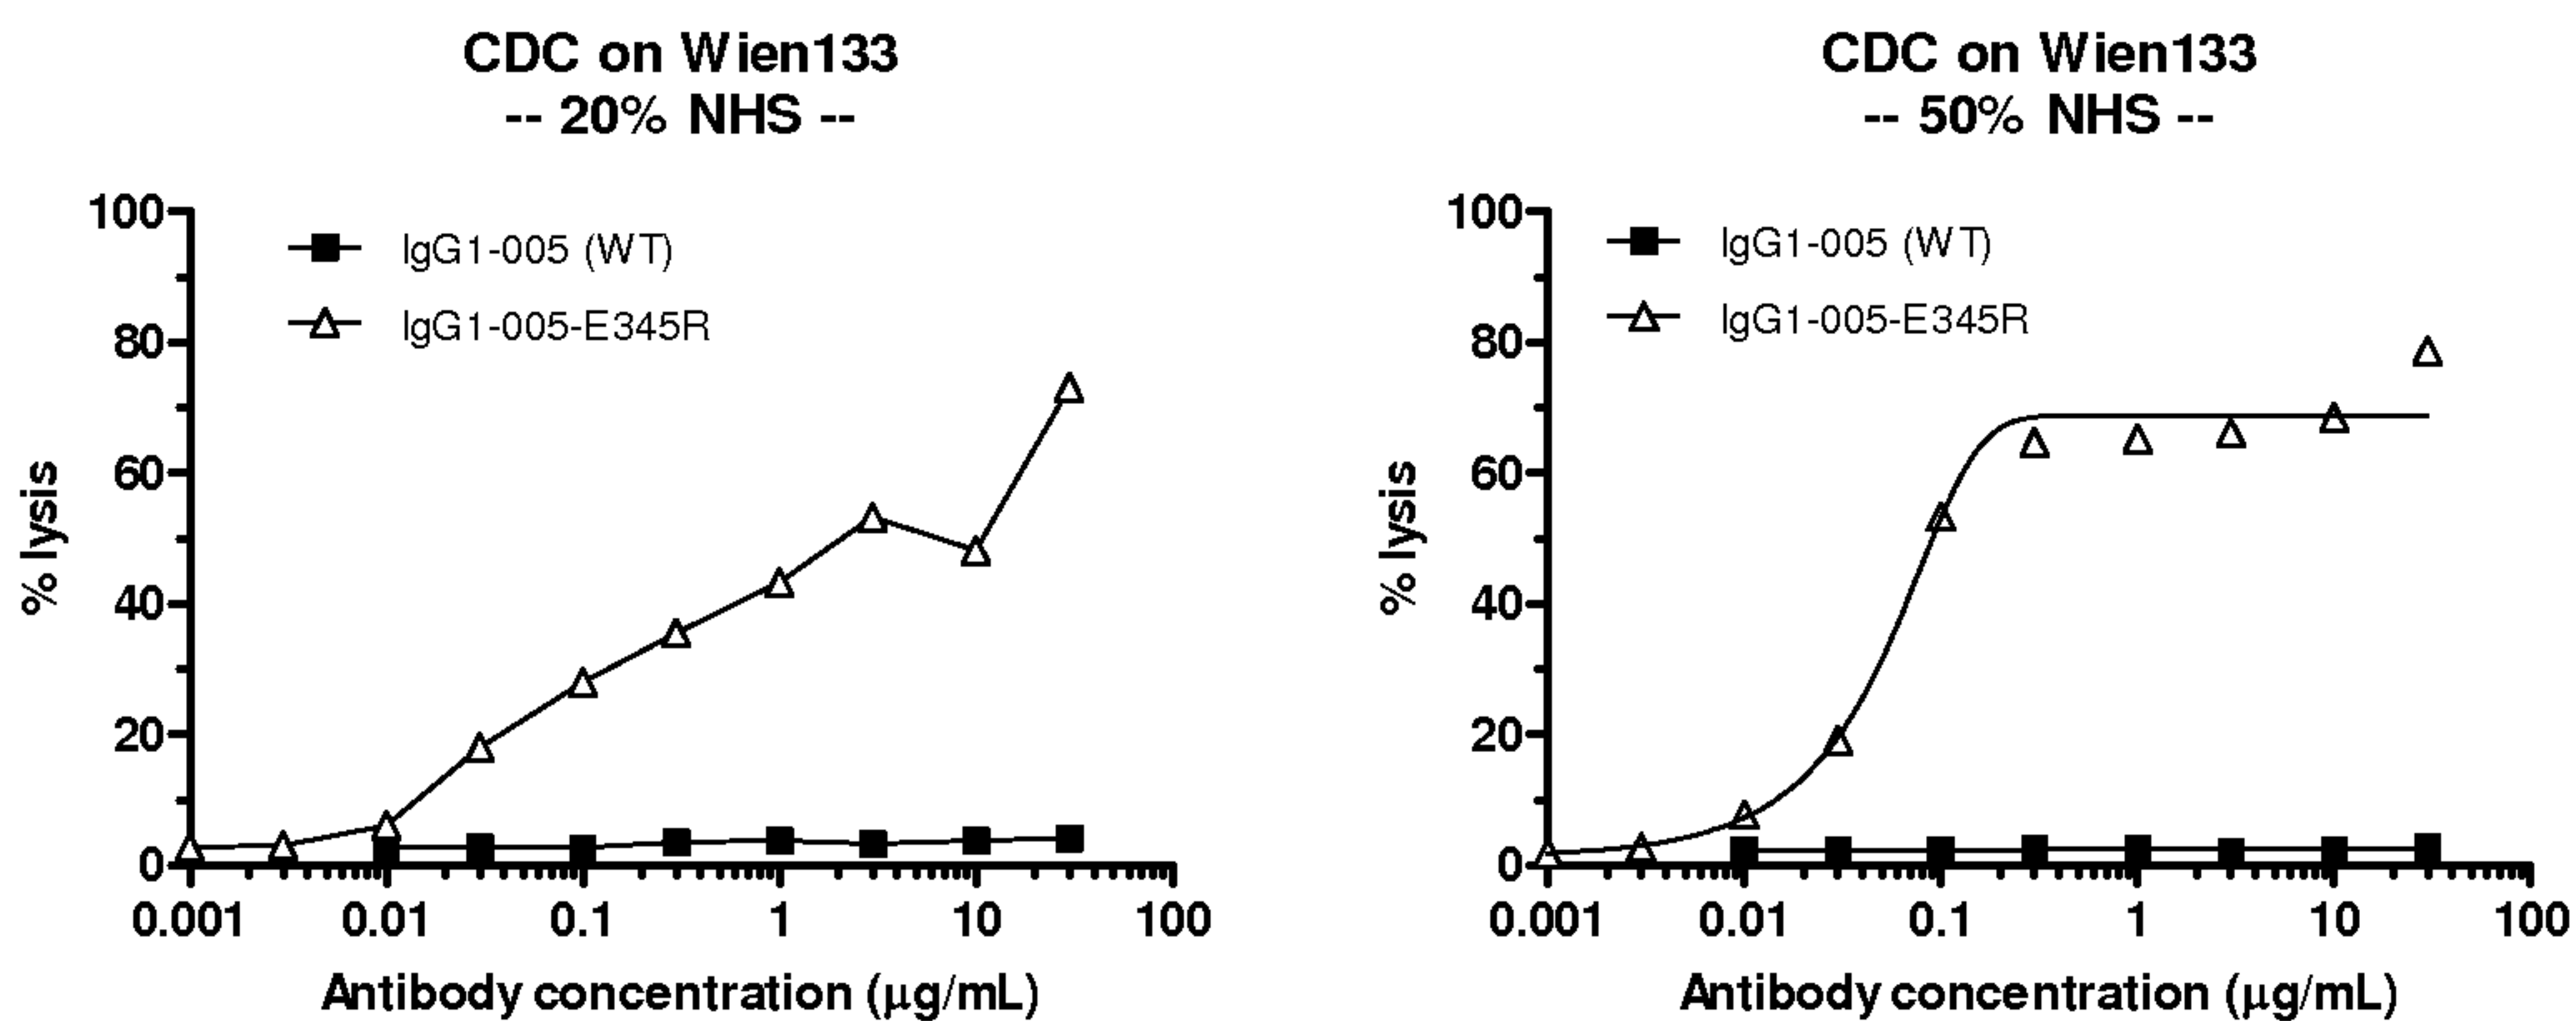 CDC on Wien133
-- 20% NHS --
100
80
60
40
20
0
% lysis
IgG1-005 (WT)
IgG1-005-E345R
0.001
0.01
0.1
1
10
100
Antibody concentration (µg/mL)
CDC on Wien133
-- 50% NHS --
100
80
60
40
20
0
% lysis
IgG1-005 (WT)
IgG1-005-E345R
0.001
0.01
0.1
1
10
100
Antibody concentration (µg/mL)